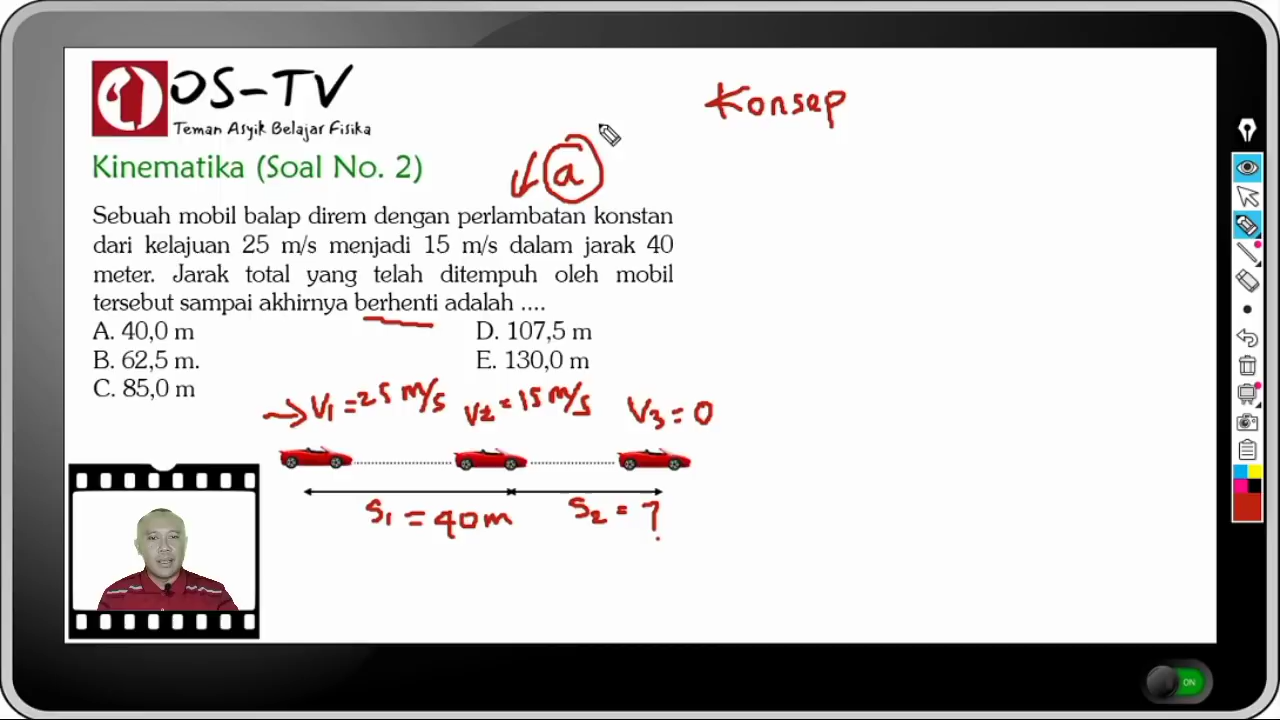 OS-TV
Teman Asyik Belajar Fisika
Konsep
Kinematika (Soal No. 2)
a
Sebuah mobil balap direm dengan perlambatan konstan
dari kelajuan 25 m/s menjadi 15 m/s dalam jarak 40
meter. Jarak total yang telah ditempuh oleh mobil
tersebut sampai akhirnya berhenti adalah ....
A. 40,0 m
D. 107,5 m
B. 62,5 m.
E. 130,0 m
C. 85,0 m
V1 = 25 m/s V2 = 15 m/s V3 = 0
S1 = 40m S2 = ?
ON